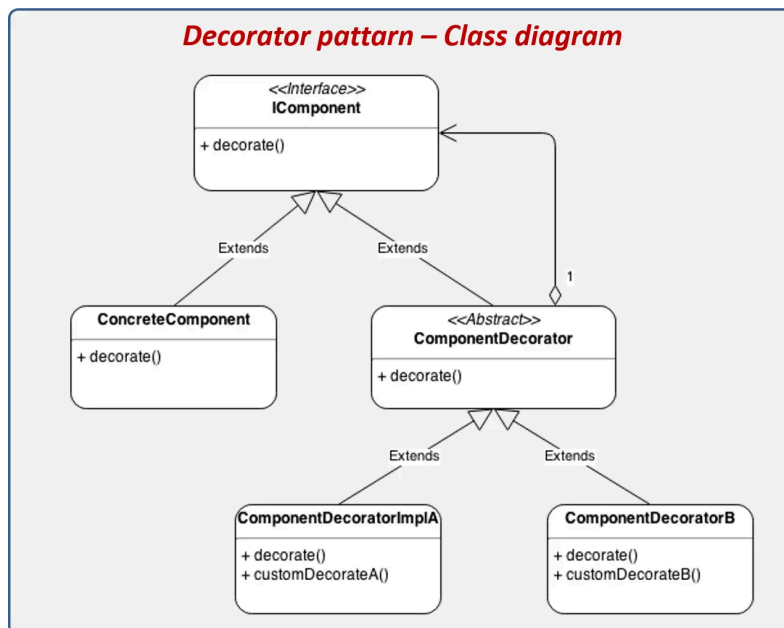 Decorator pattarn – Class diagram
<<Interface>>
IComponent
+ decorate()
Extends
Extends
1
ConcreteComponent
+ decorate()
<<Abstract>>
ComponentDecorator
+ decorate()
Extends
Extends
ComponentDecoratorImplA
+ decorate()
+ customDecorateA()
ComponentDecoratorB
+ decorate()
+ customDecorateB()